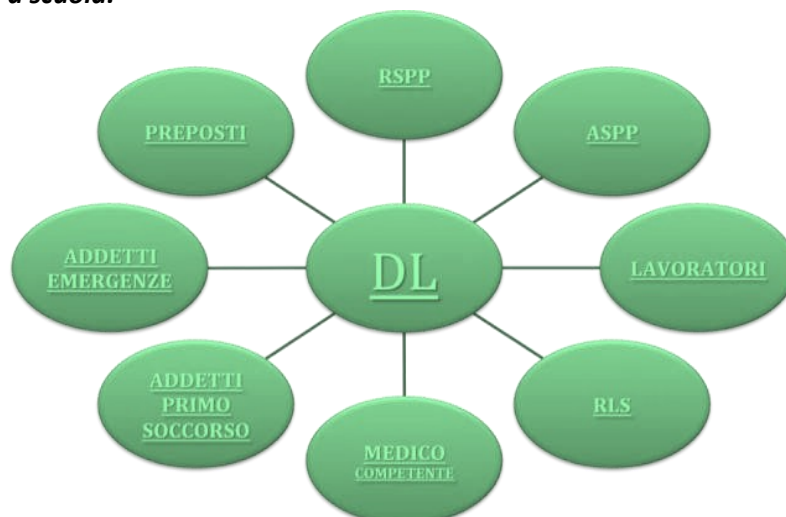 a scuola:
RSPP
PREPOSTI
ASPP
ADDETTI
EMERGENZE
DL
LAVORATORI
ADDETTI
PRIMO
SOCCORSO
RLS
MEDICO
COMPETENTE